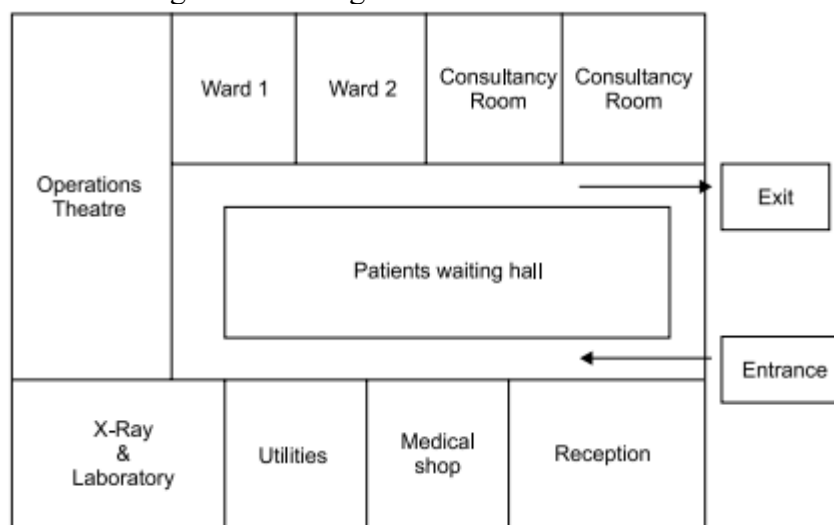 Ward 1
Ward 2
Consultancy
Room
Consultancy
Room
Operations
Theatre
Exit
Patients waiting hall
Entrance
X-Ray
&
Laboratory
Utilities
Medical
shop
Reception